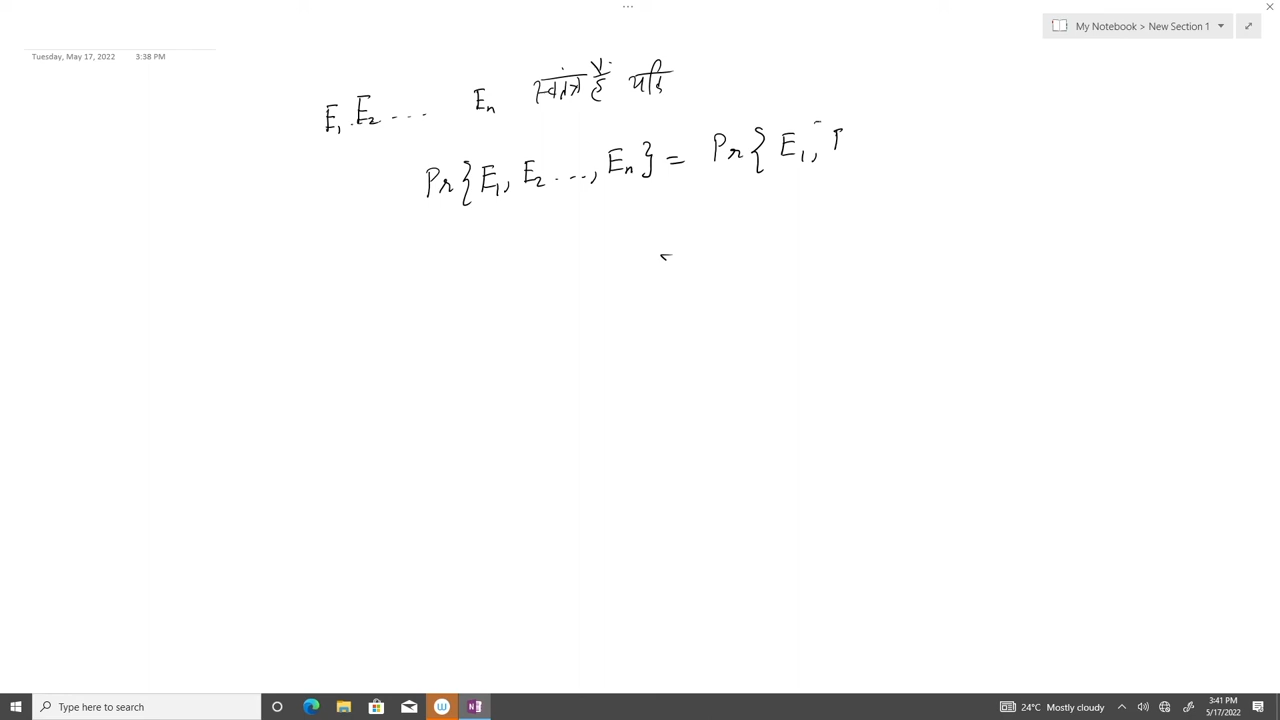 ...
My Notebook > New Section 1
Tuesday, May 17, 2022 3:38 PM
E₁ E₂ .... Eₙ स्वतंत्र हैं यदि
Pr{E₁, E₂ ...., Eₙ} = Pr{E₁,
Type here to search
W
N
24°C Mostly cloudy
3:41 PM
5/17/2022